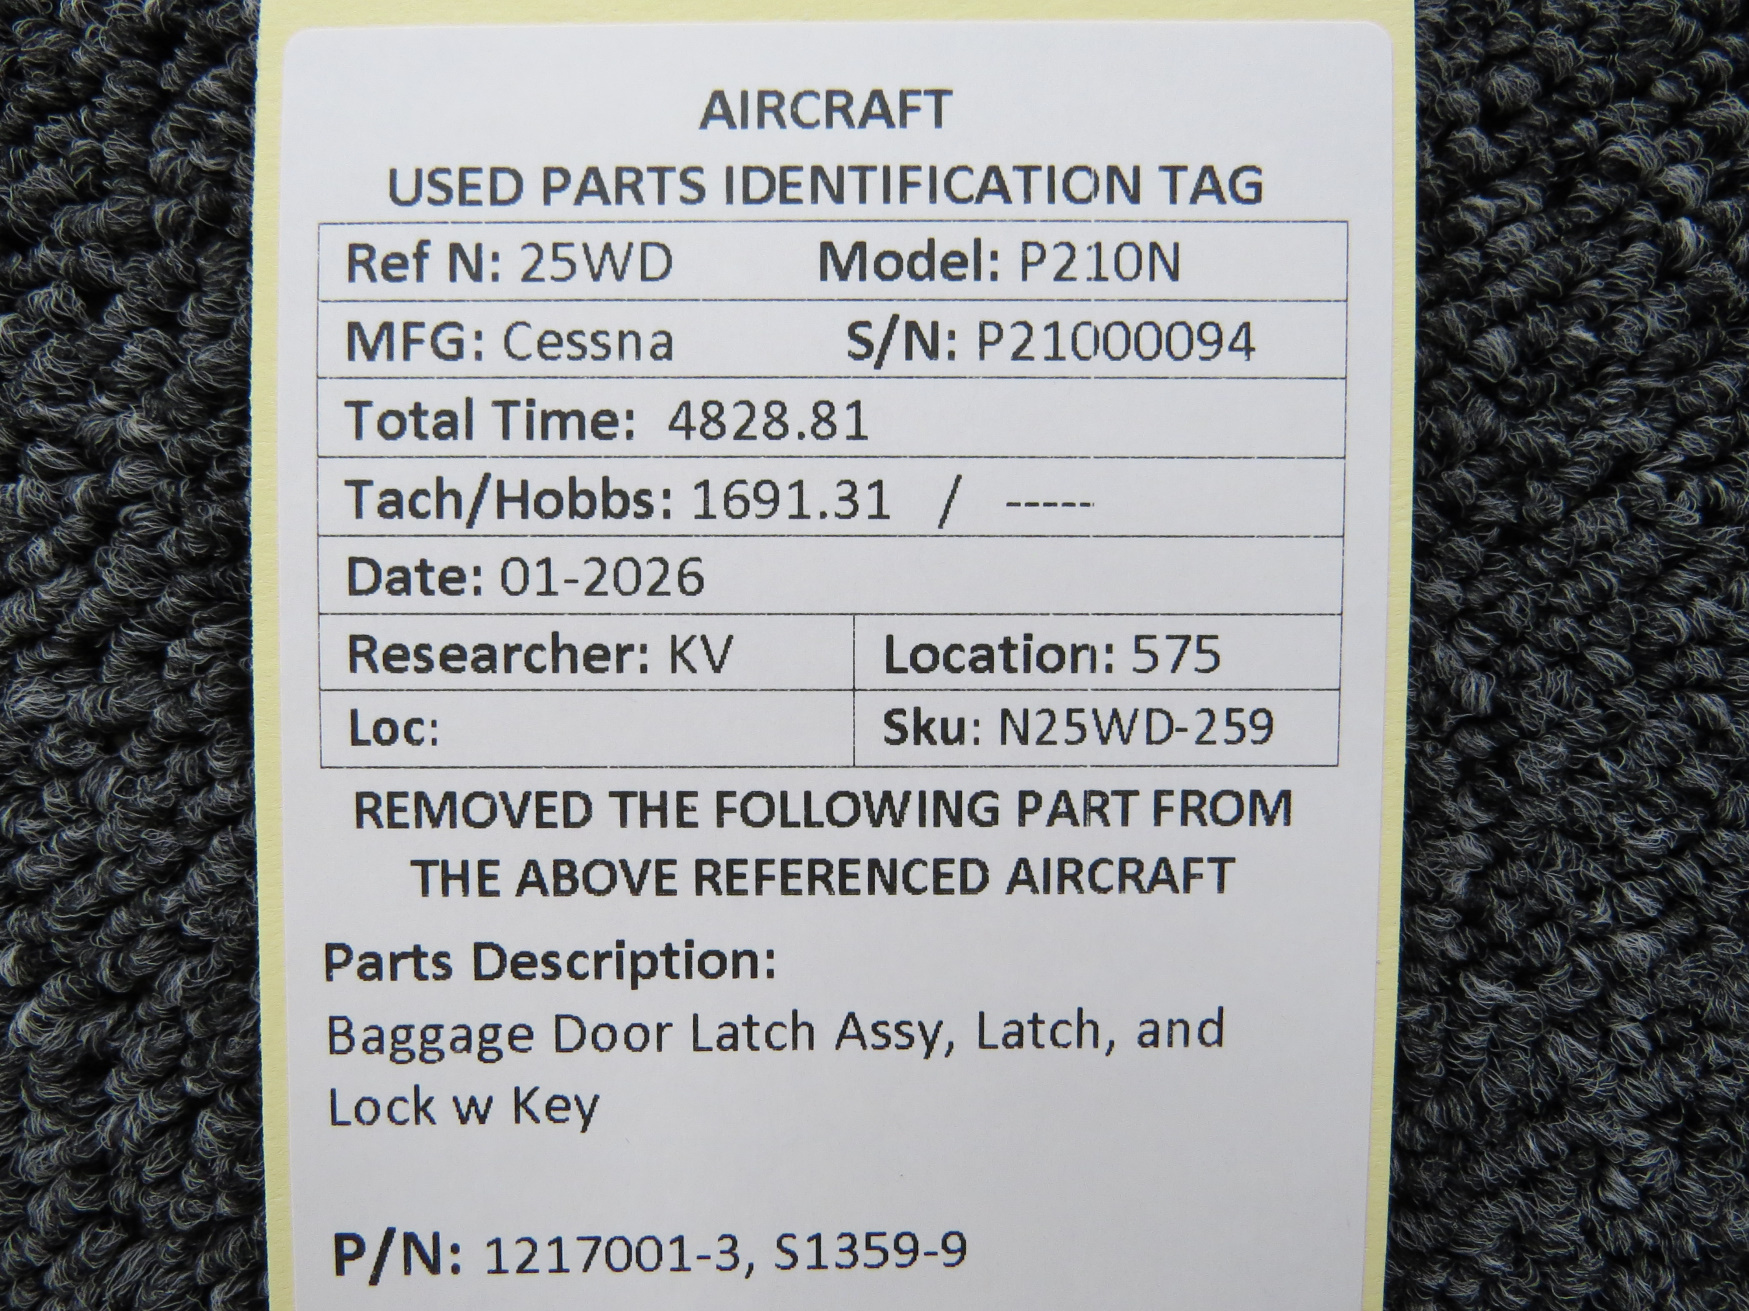 AIRCRAFT
USED PARTS IDENTIFICATION TAG
Ref N: 25WD Model: P210N
MFG: Cessna S/N: P21000094
Total Time: 4828.81
Tach/Hobbs: 1691.31 / -----
Date: 01-2026
Researcher: KV Location: 575
Loc: Sku: N25WD-259
REMOVED THE FOLLOWING PART FROM
THE ABOVE REFERENCED AIRCRAFT
Parts Description:
Baggage Door Latch Assy, Latch, and
Lock w Key
P/N: 1217001-3, S1359-9